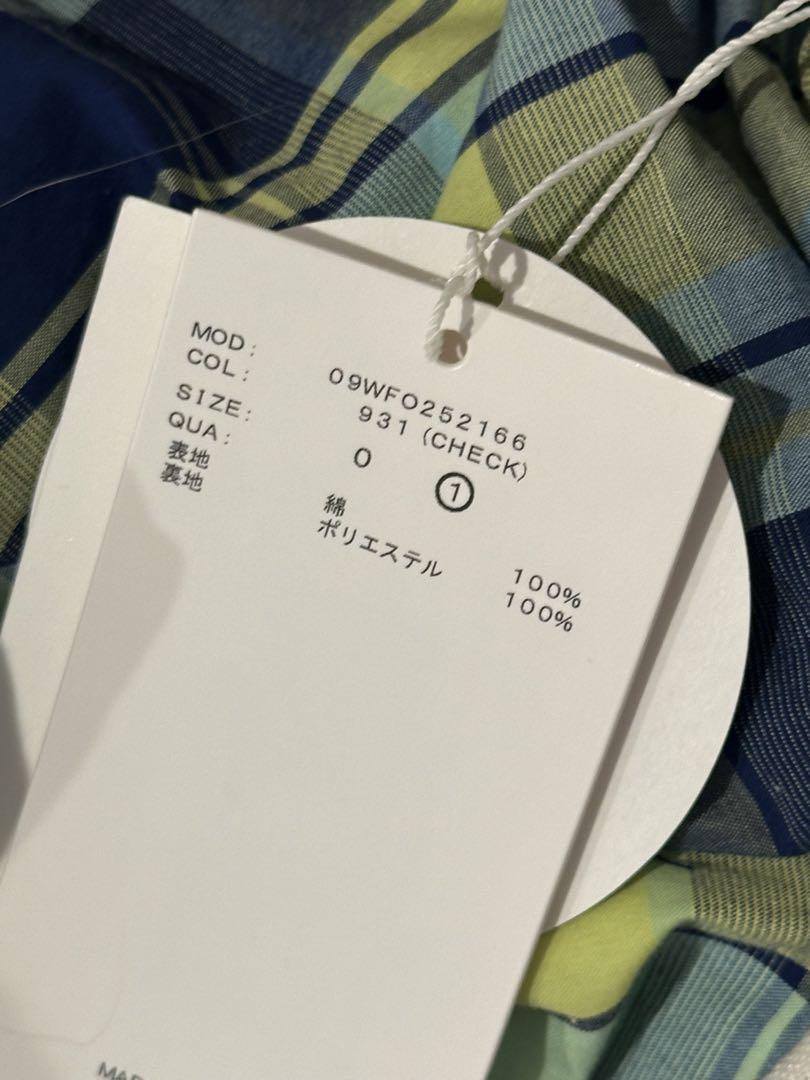 MOD: 09WFO252166
COL: 931 (CHECK)
SIZE: 0 ①
QUA:
表地 綿 100%
裏地 ポリエステル 100%